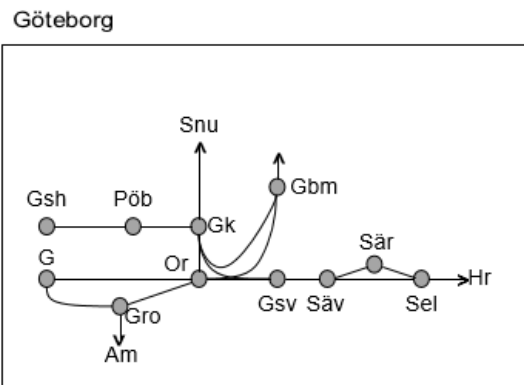 Göteborg
Snu
Gbm
Gsh
Pöb
Gk
Sär
G
Or
Hr
Gsv
Säv
Sel
Gro
Am